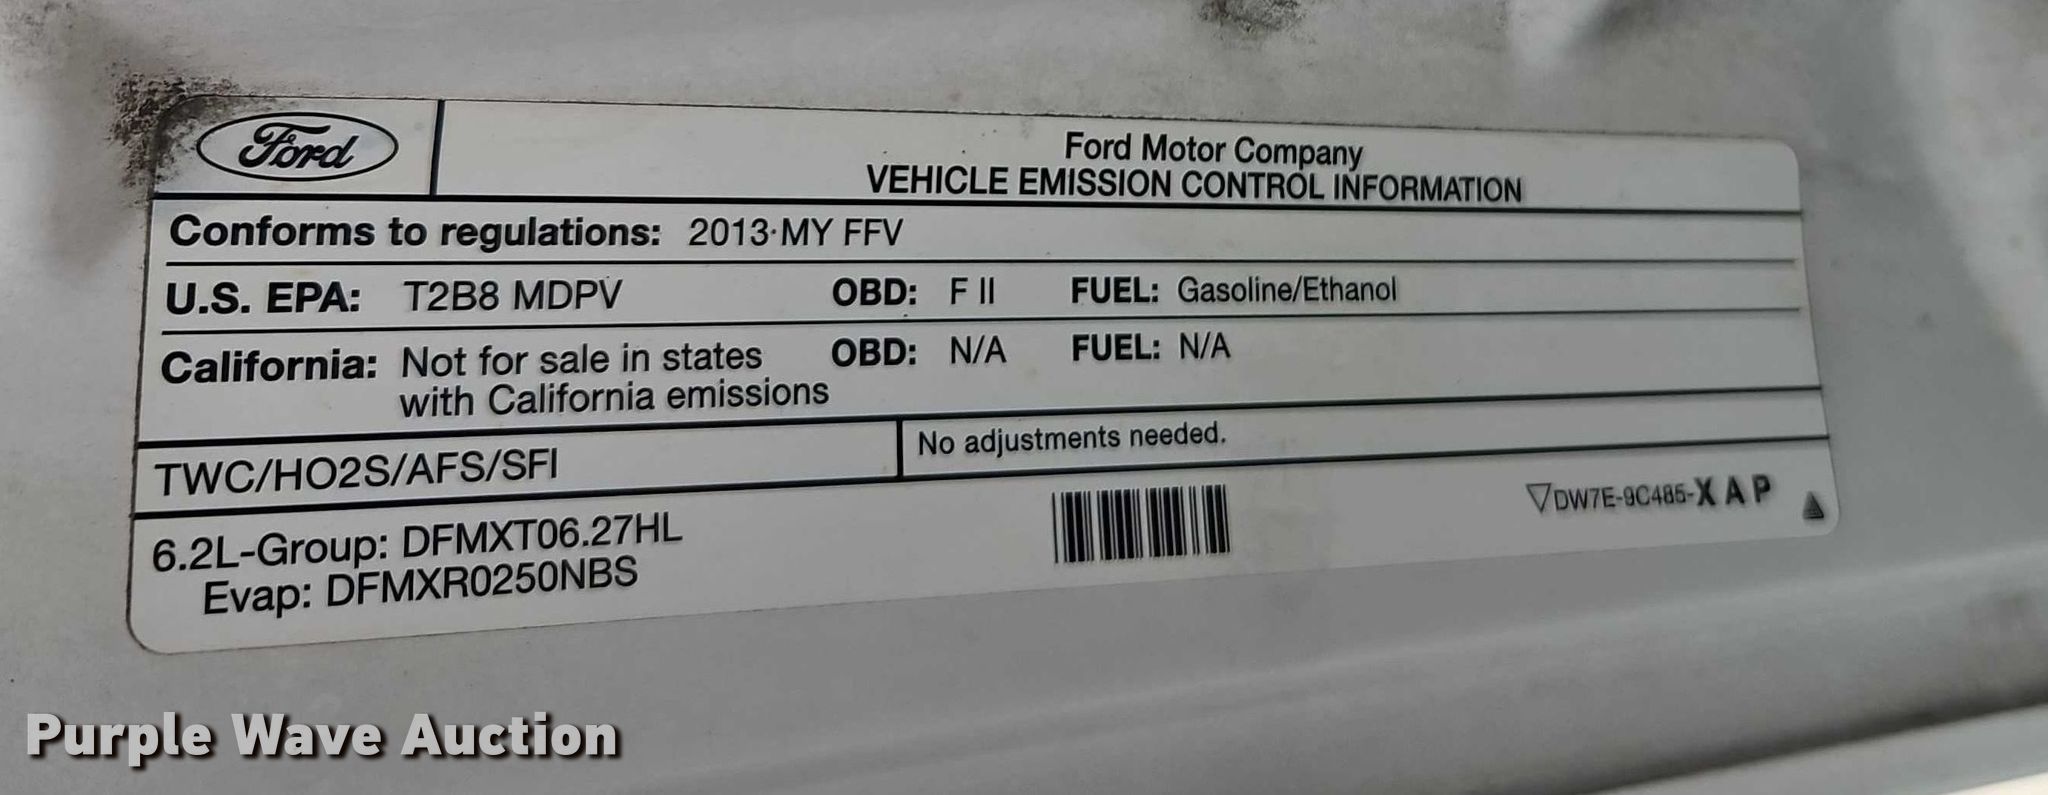 Ford
Ford Motor Company
VEHICLE EMISSION CONTROL INFORMATION
Conforms to regulations: 2013·MY FFV
U.S. EPA: T2B8 MDPV OBD: F II FUEL: Gasoline/Ethanol
California: Not for sale in states OBD: N/A FUEL: N/A
with California emissions
TWC/HO2S/AFS/SFI No adjustments needed.
6.2L-Group: DFMXT06.27HL
Evap: DFMXR0250NBS
DW7E-9C485-XAP
Purple Wave Auction